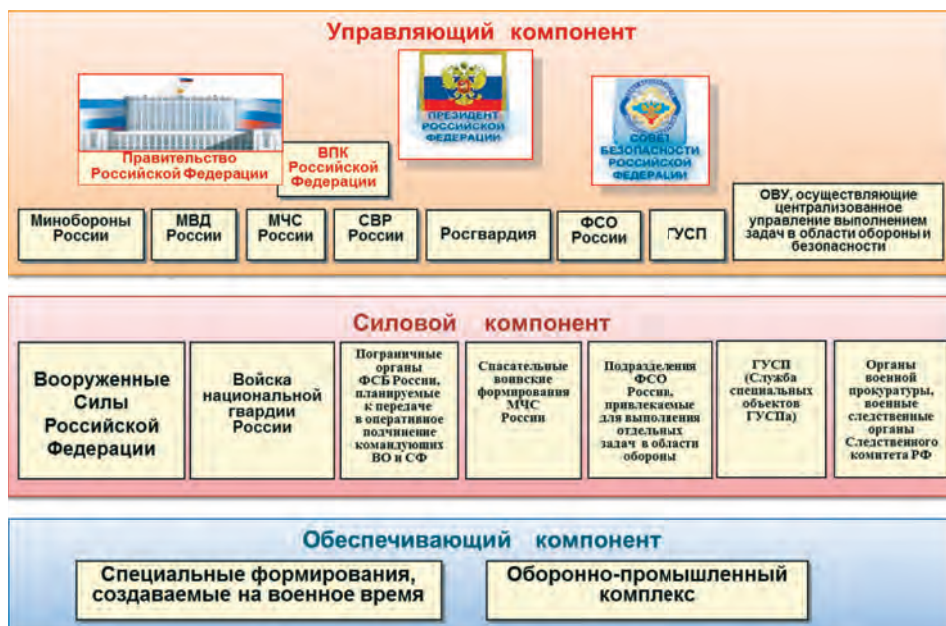 Управляющий компонент
Правительство
Российской Федерации
ВПК
Российской
Федерации
ПРЕЗИДЕНТ
РОССИЙСКОЙ
ФЕДЕРАЦИИ
СОВЕТ
БЕЗОПАСНОСТИ
РОССИЙСКОЙ
ФЕДЕРАЦИИ
Минобороны
России
МВД
России
МЧС
России
СВР
России
Росгвардия
ФСО
России
ГУСП
ОВУ, осуществляющие
централизованное
управление выполнением
задач в области обороны и
безопасности
Силовой компонент
Вооруженные
Силы
Российской
Федерации
Войска
национальной
гвардии
России
Пограничные
органы
ФСБ России,
планируемые
к передаче
в оперативное
подчинение
командующих
ВО и СФ
Спасательные
воинские
формирования
МЧС
России
Подразделения
ФСО
России,
привлекаемые
для выполнения
отдельных
задач в области
обороны
ГУСП
(Служба
специальных
объектов
ГУСПа)
Органы
военной
прокуратуры,
военные
следственные
органы
Следственного
комитета РФ
Обеспечивающий компонент
Специальные формирования,
создаваемые на военное время
Оборонно-промышленный
комплекс